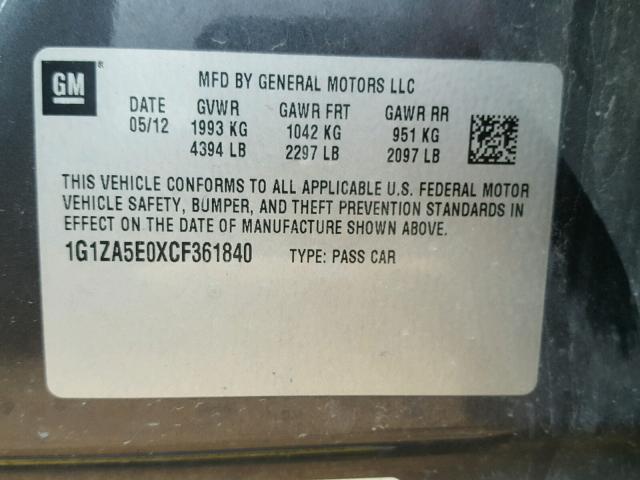 GM ®
MFD BY GENERAL MOTORS LLC
DATE GVWR GAWR FRT GAWR RR
05/12 1993 KG 1042 KG 951 KG
4394 LB 2297 LB 2097 LB
THIS VEHICLE CONFORMS TO ALL APPLICABLE U.S. FEDERAL MOTOR
VEHICLE SAFETY, BUMPER, AND THEFT PREVENTION STANDARDS IN
EFFECT ON THE DATE OF MANUFACTURE SHOWN ABOVE.
1G1ZA5E0XCF361840 TYPE: PASS CAR